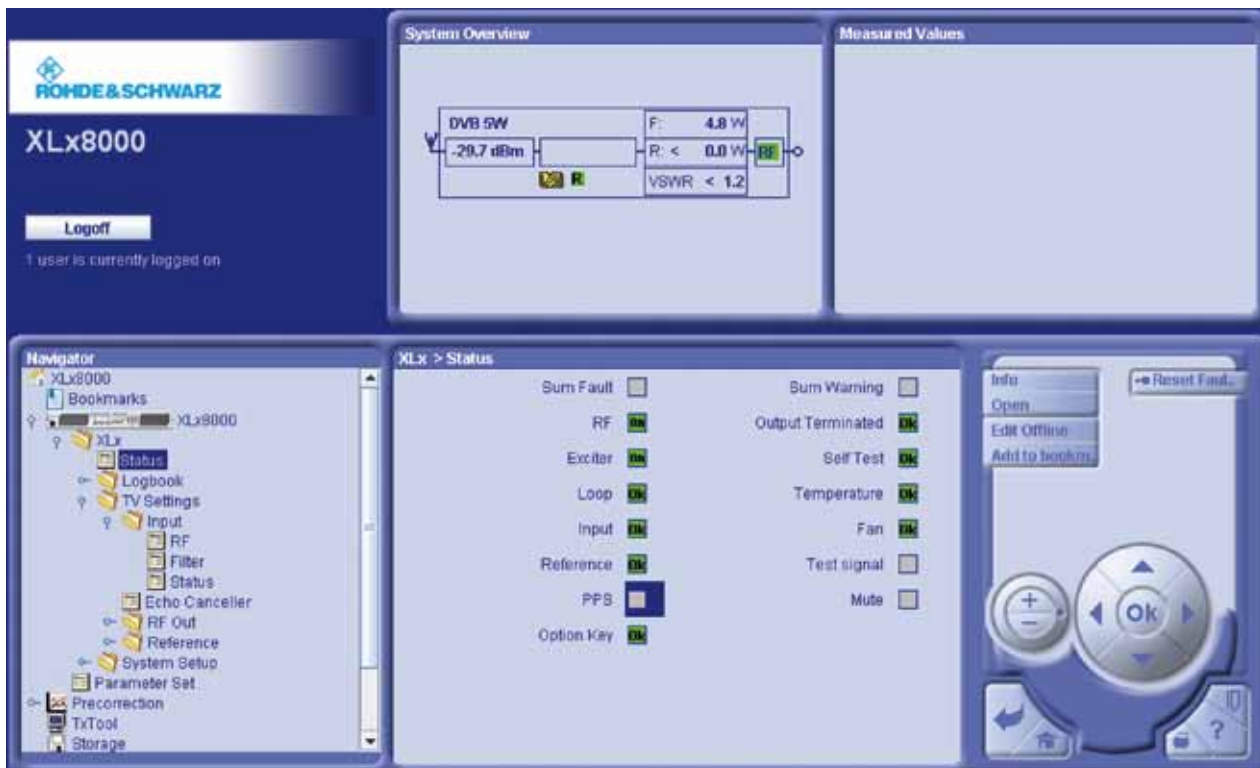 ROHDE&SCHWARZ
XLx8000
Logoff
1 user is currently logged on
System Overview
DVB 5W
-29.7 dBm
R
F: 4.8 W
R: < 0.0 W
VSWR < 1.2
RF
Measured Values
Navigator
XLx8000
Bookmarks
XLx8000
XLx
Status
Logbook
TV Settings
Input
RF
Filter
Status
Echo Canceller
RF Out
Reference
System Setup
Parameter Set
Precorrection
TxTool
Storage
XLx > Status
Sum Fault
RF On
Exciter On
Loop Ok
Input Ok
Reference Ok
PPS
Option Key Ok
Sum Warning
Output Terminated Ok
Self Test Ok
Temperature Ok
Fan Ok
Test signal
Mute
Info
Open
Edit Offline
Add to bookm..
Reset Faul..
+
−
Ok
?